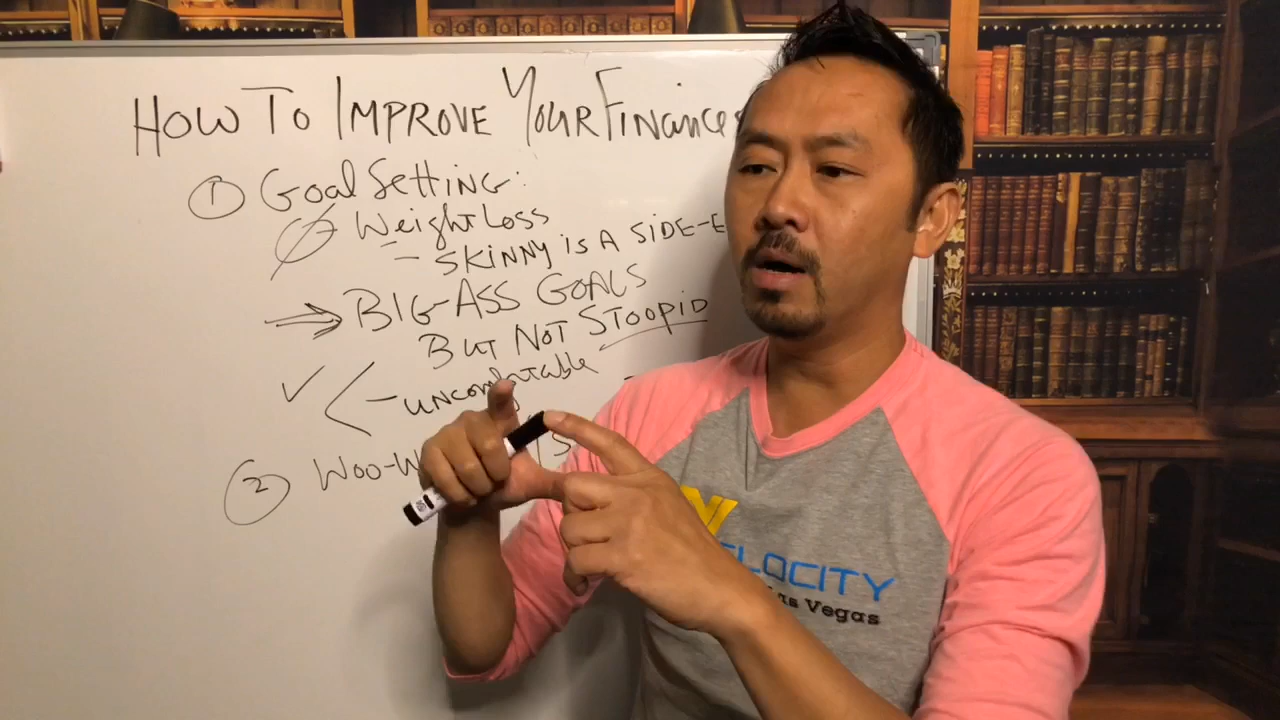 HOW TO IMPROVE YOUR FINANCES
① GOAL SETTING:
WEIGHT LOSS
- SKINNY IS A SIDE-E
BIG-ASS GOALS
BUT NOT STOOPID
- UNCOMFORTABLE
② WOO-W
VELOCITY
Las Vegas